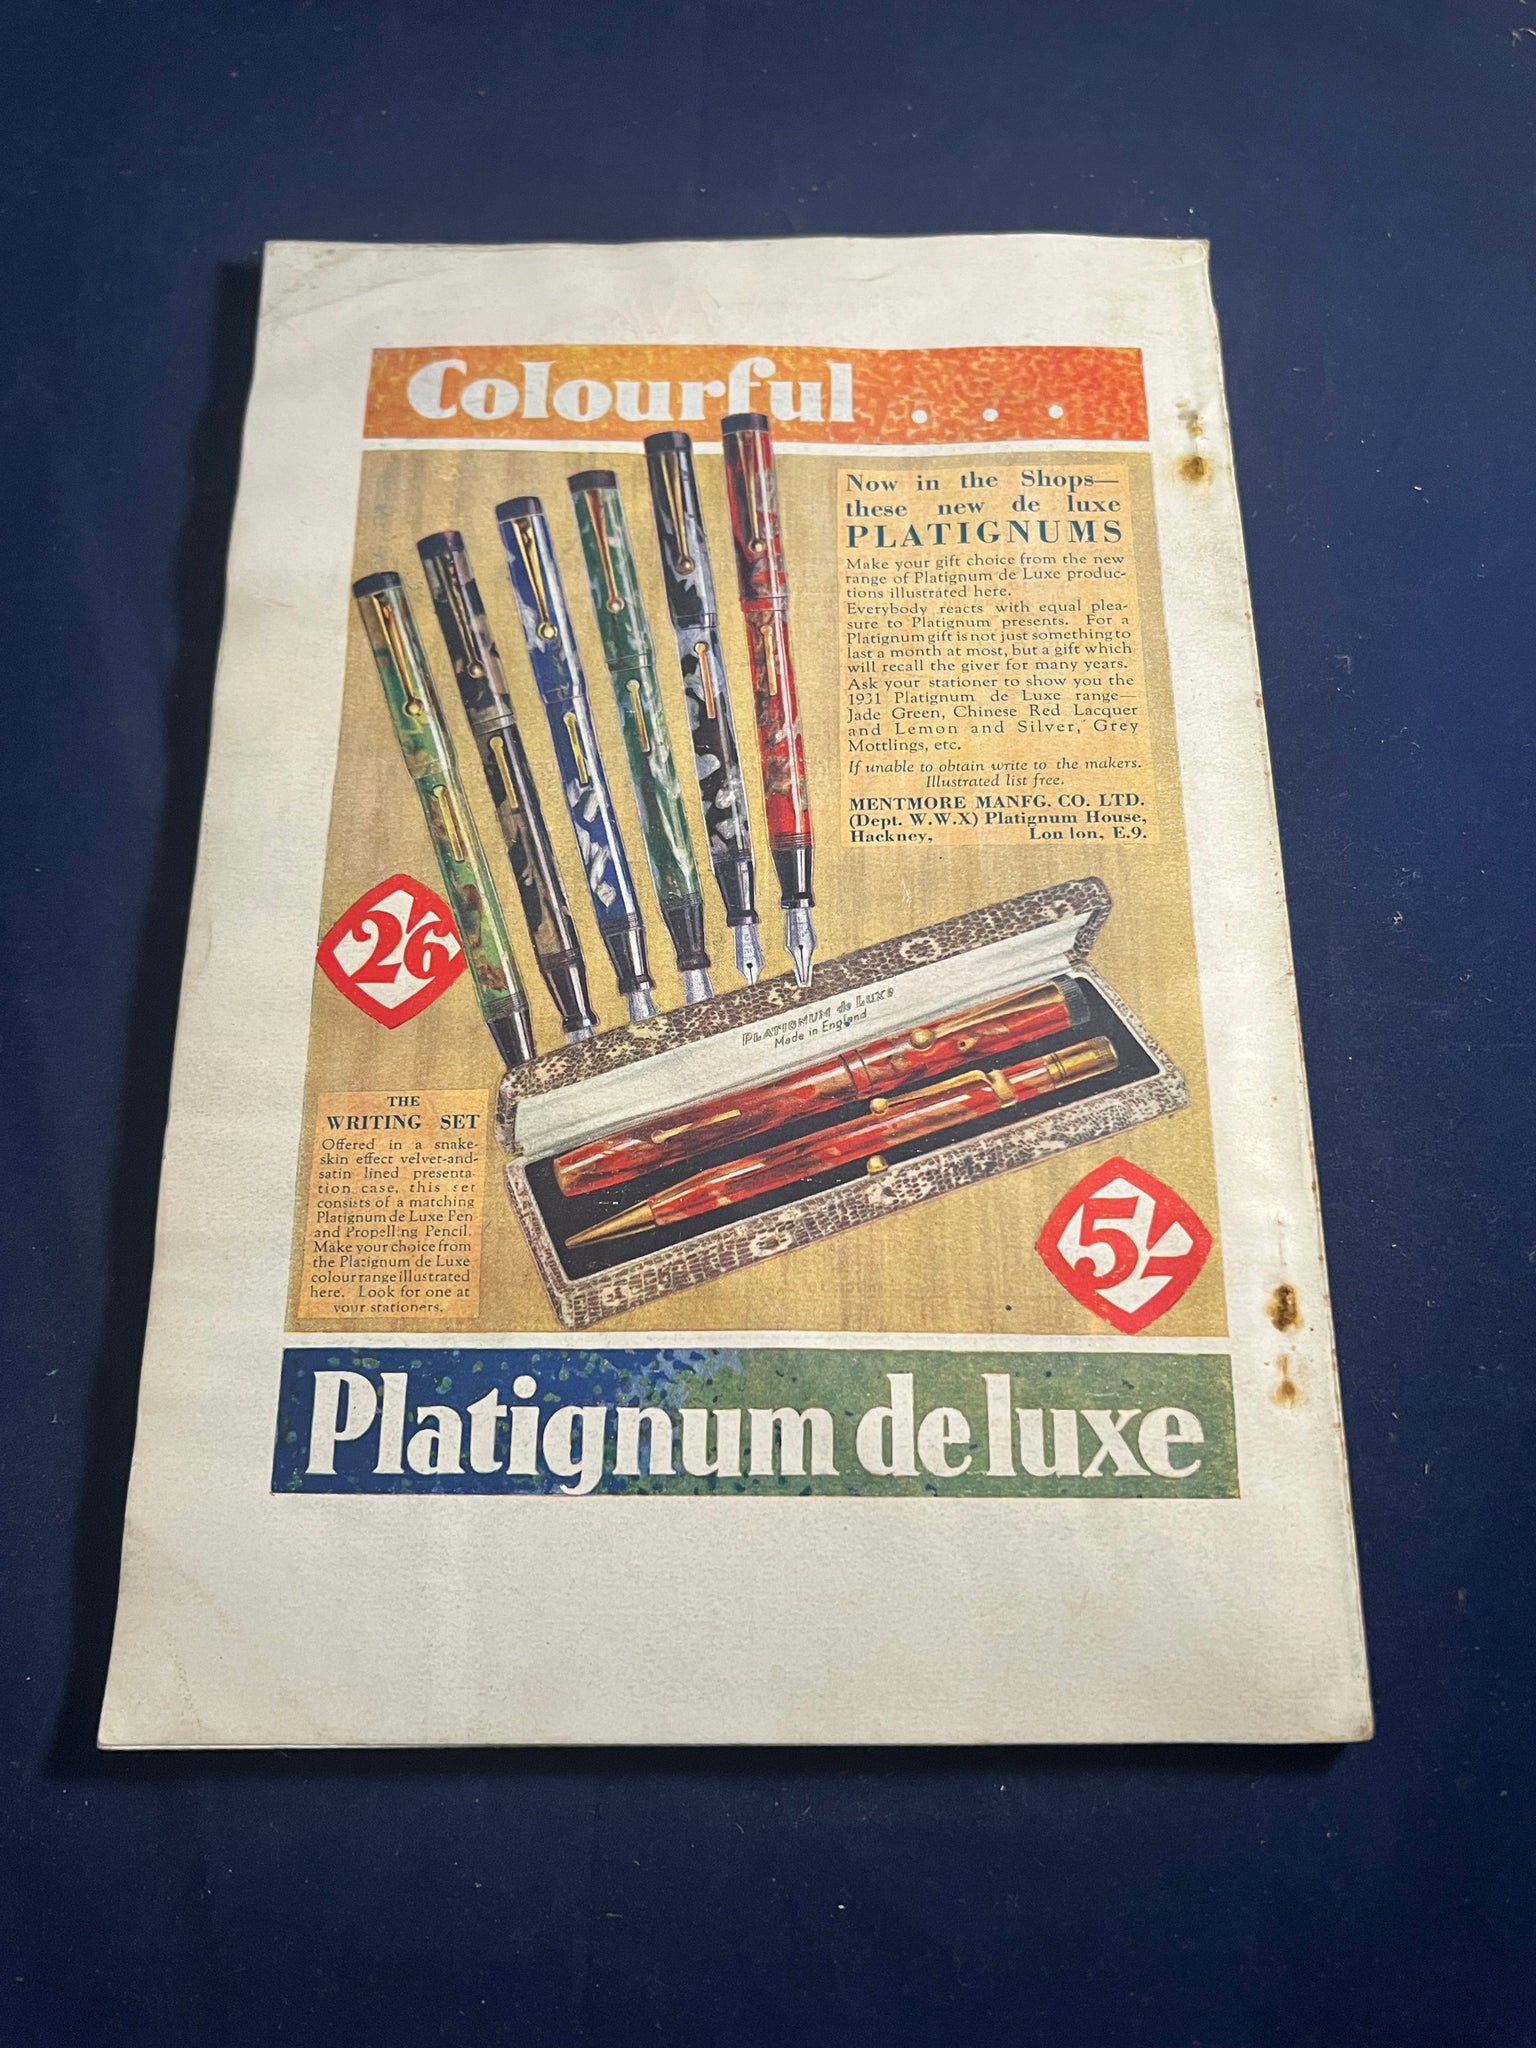 Colourful . . .
Now in the Shops—
these new de luxe
PLATIGNUMS
Make your gift choice from the new
range of Platignum de Luxe produc-
tions illustrated here.
Everybody reacts with equal plea-
sure to Platignum presents. For a
Platignum gift is not just something to
last a month at most, but a gift which
will recall the giver for many years.
Ask your stationer to show you the
1931 Platignum de Luxe range—
Jade Green, Chinese Red Lacquer
and Lemon and Silver, Grey
Mottlings, etc.
If unable to obtain write to the makers.
Illustrated list free.
MENTMORE MANFG. CO. LTD.
(Dept. W.W.X) Platignum House,
Hackney, Lon lon, E.9.
2/6
PLATIGNUM de LUXE
Made in England
THE
WRITING SET
Offered in a snake-
skin effect velvet-and-
satin lined presenta
tion case, this set
consists of a matching
Platignum de Luxe Pen
and Propelling Pencil.
Make your choice from
the Platignum de Luxe
colour range illustrated
here. Look for one at
your stationers.
5/-
Platignum de luxe